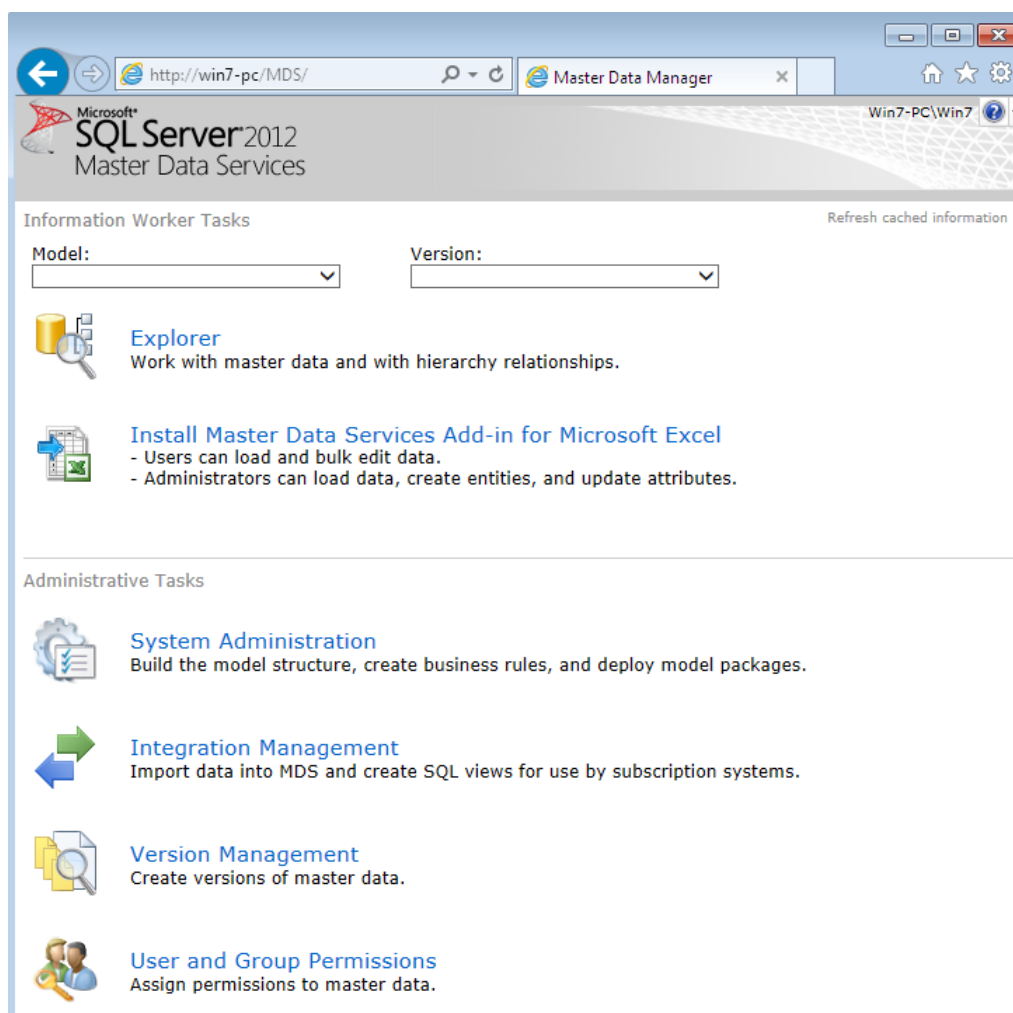 http://win7-pc/MDS/
Master Data Manager
Microsoft®
SQL Server® 2012
Master Data Services
Win7-PC\Win7
Information Worker Tasks
Refresh cached information
Model:
Version:
Explorer
Work with master data and with hierarchy relationships.
Install Master Data Services Add-in for Microsoft Excel
- Users can load and bulk edit data.
- Administrators can load data, create entities, and update attributes.
Administrative Tasks
System Administration
Build the model structure, create business rules, and deploy model packages.
Integration Management
Import data into MDS and create SQL views for use by subscription systems.
Version Management
Create versions of master data.
User and Group Permissions
Assign permissions to master data.